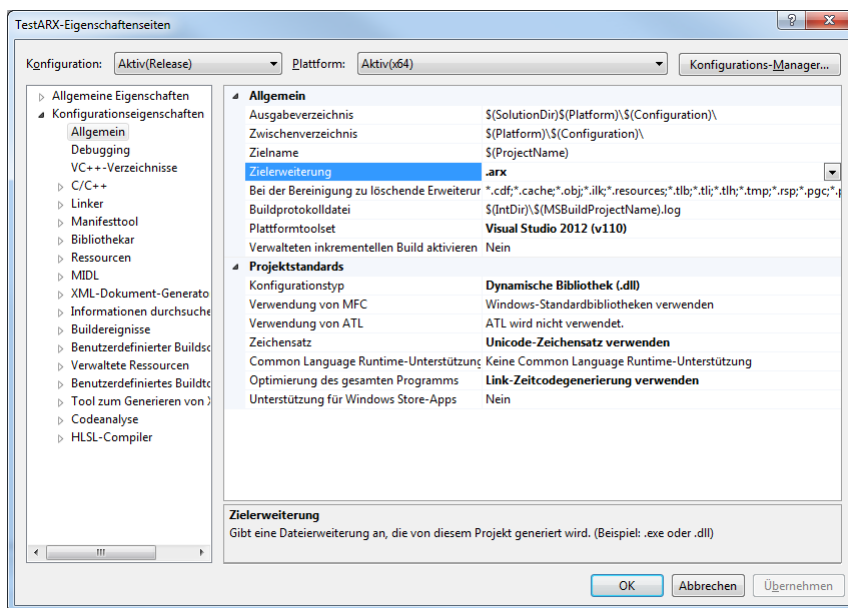 TestARX-Eigenschaftenseiten
Konfiguration: Aktiv(Release) Plattform: Aktiv(x64) Konfigurations-Manager...
Allgemeine Eigenschaften
Konfigurationseigenschaften
Allgemein
Debugging
VC++-Verzeichnisse
C/C++
Linker
Manifesttool
Bibliothekar
Ressourcen
MIDL
XML-Dokument-Generato
Informationen durchsuche
Buildereignisse
Benutzerdefinierter Buildsc
Verwaltete Ressourcen
Benutzerdefiniertes Buildto
Tool zum Generieren von X
Codeanalyse
HLSL-Compiler
Allgemein
Ausgabeverzeichnis $(SolutionDir)$(Platform)\$(Configuration)\
Zwischenverzeichnis $(Platform)\$(Configuration)\
Zielname $(ProjectName)
Zielerweiterung .arx
Bei der Bereinigung zu löschende Erweiterur *.cdf;*.cache;*.obj;*.ilk;*.resources;*.tlb;*.tli;*.tlh;*.tmp;*.rsp;*.pgc;*.p
Buildprotokolldatei $(IntDir)\$(MSBuildProjectName).log
Plattformtoolset Visual Studio 2012 (v110)
Verwalteten inkrementellen Build aktivieren Nein
Projektstandards
Konfigurationstyp Dynamische Bibliothek (.dll)
Verwendung von MFC Windows-Standardbibliotheken verwenden
Verwendung von ATL ATL wird nicht verwendet.
Zeichensatz Unicode-Zeichensatz verwenden
Common Language Runtime-Unterstützung Keine Common Language Runtime-Unterstützung
Optimierung des gesamten Programms Link-Zeitcodegenerierung verwenden
Unterstützung für Windows Store-Apps Nein
Zielerweiterung
Gibt eine Dateierweiterung an, die von diesem Projekt generiert wird. (Beispiel: .exe oder .dll)
OK Abbrechen Übernehmen